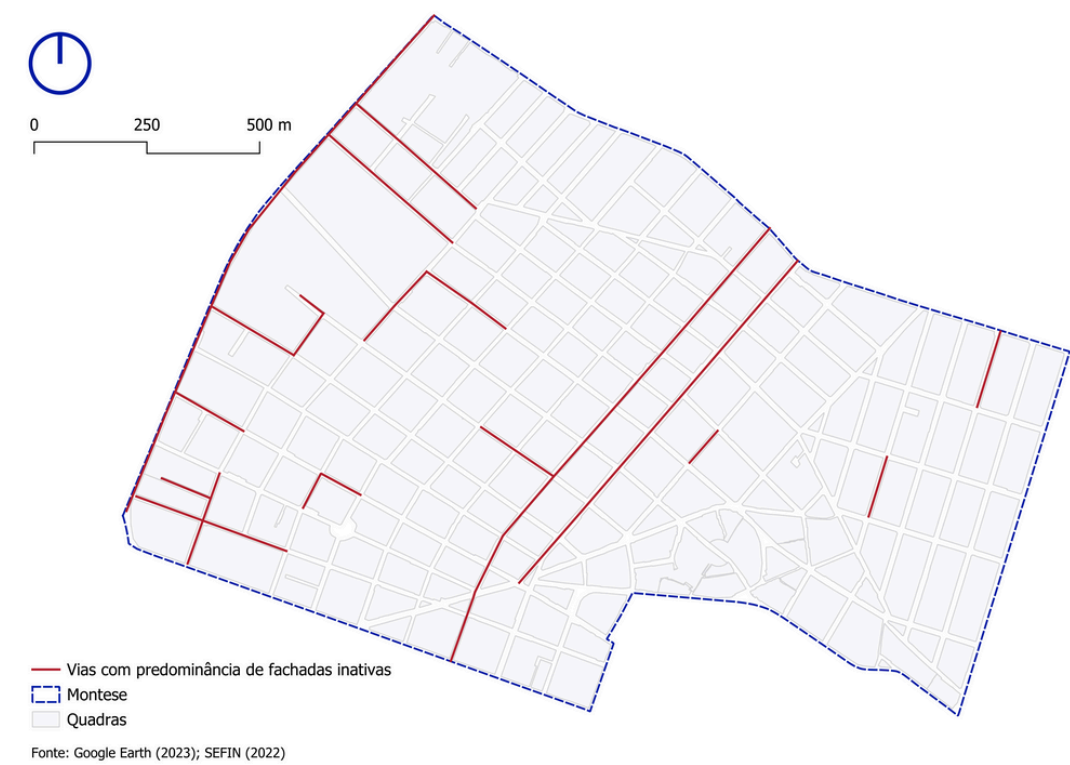 0 250 500 m
Vias com predominância de fachadas inativas
Montese
Quadras
Fonte: Google Earth (2023); SEFIN (2022)